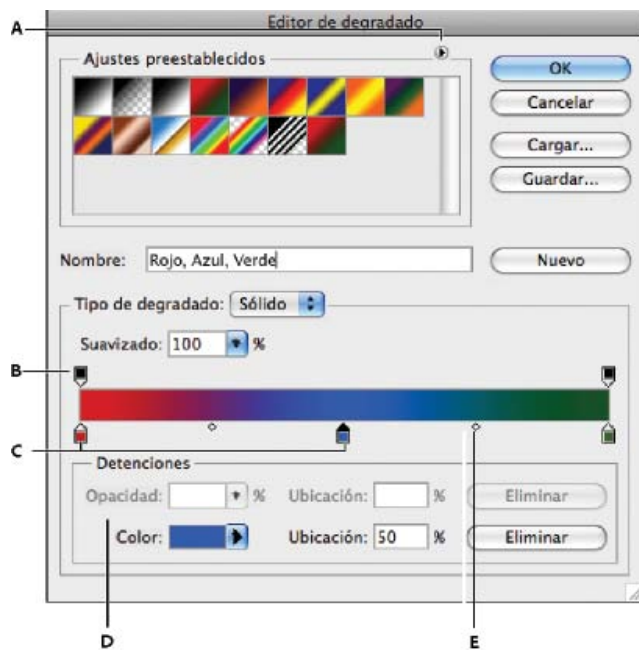 A
Editor de degradado
Ajustes preestablecidos
OK
Cancelar
Cargar...
Guardar...
Nombre: Rojo, Azul, Verde
Nuevo
Tipo de degradado: Sólido
Suavizado: 100 %
B
C
Detenciones
Opacidad: % Ubicación: % Eliminar
Color: Ubicación: 50 % Eliminar
D
E